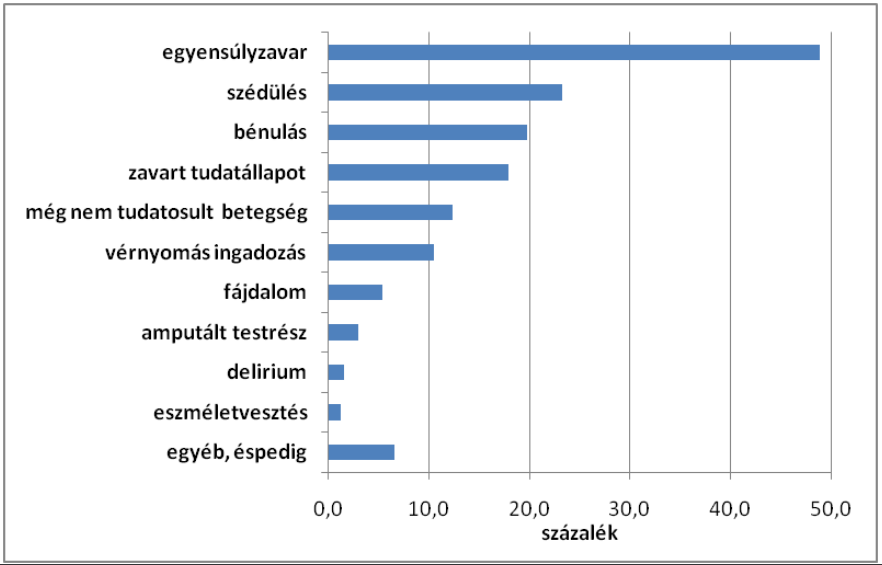 egyensúlyzavar
szédülés
bénulás
zavart tudatállapot
még nem tudatosult betegség
vérnyomás ingadozás
fájdalom
amputált testrész
delirium
eszméletvesztés
egyéb, éspedig
0,0 10,0 20,0 30,0 40,0 50,0
százalék